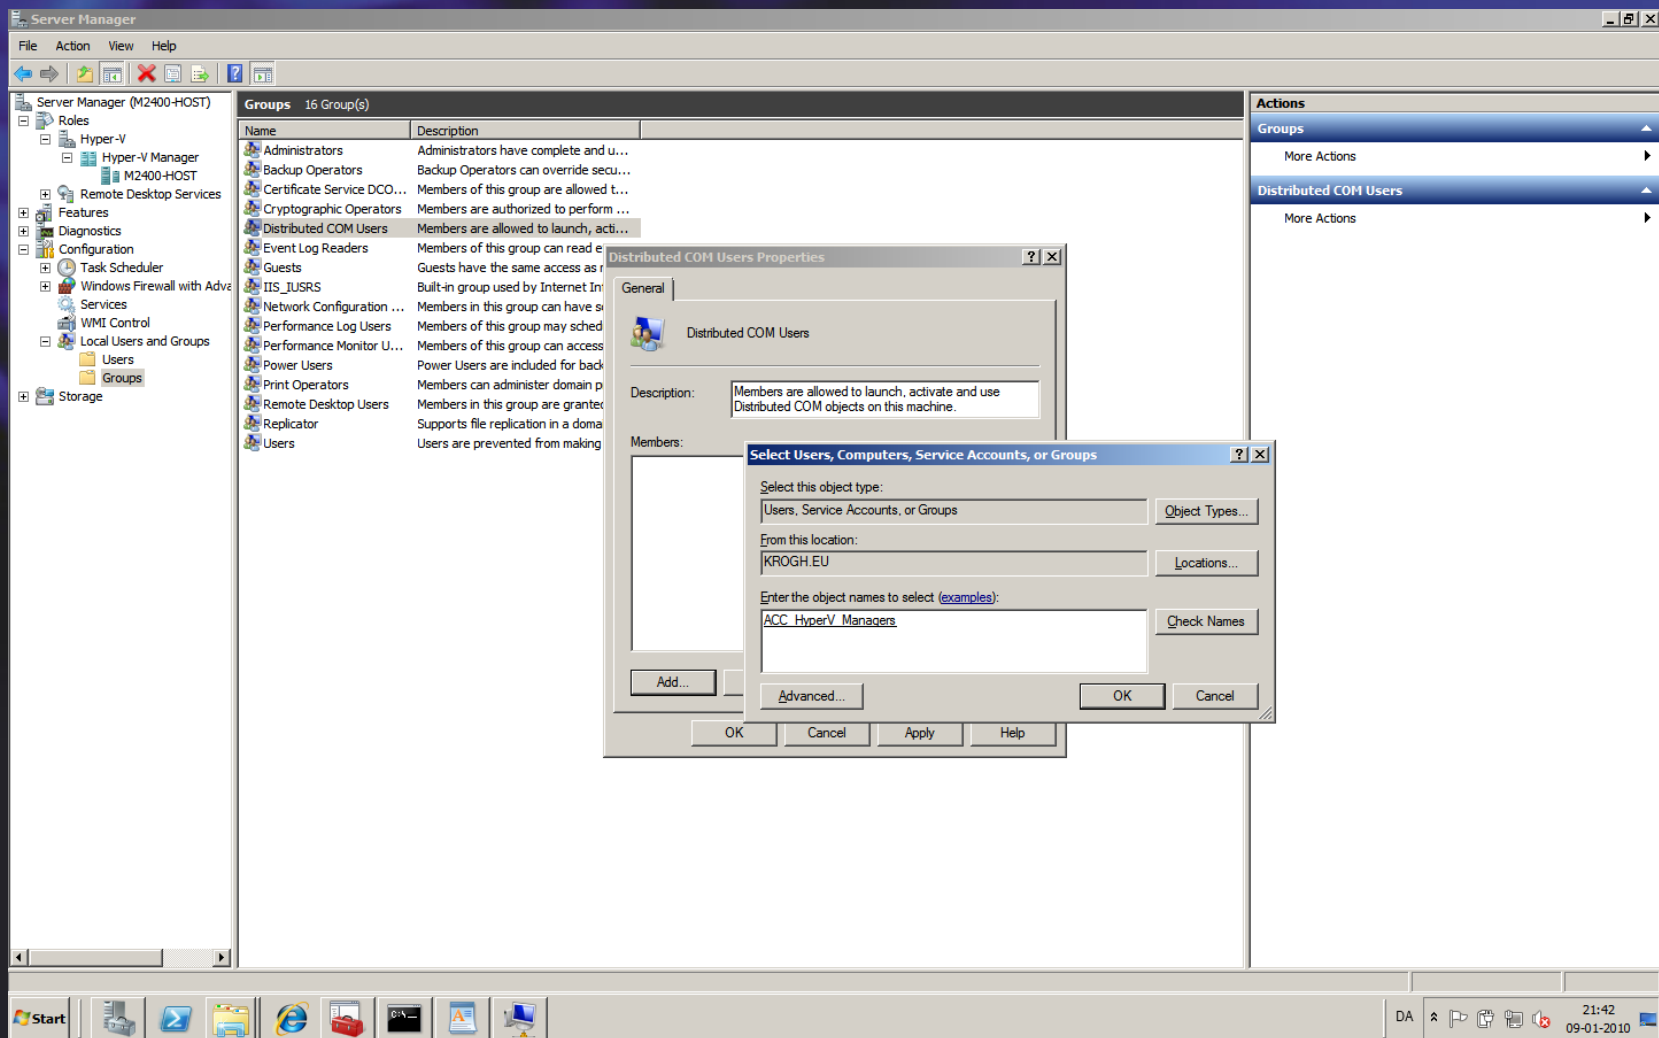 Server Manager
File Action View Help
Server Manager (M2400-HOST)
Roles
Hyper-V
Hyper-V Manager
M2400-HOST
Remote Desktop Services
Features
Diagnostics
Configuration
Task Scheduler
Windows Firewall with Adva
Services
WMI Control
Local Users and Groups
Users
Groups
Storage
Groups 16 Group(s)
Name Description
Administrators Administrators have complete and u...
Backup Operators Backup Operators can override secu...
Certificate Service DCO... Members of this group are allowed t...
Cryptographic Operators Members are authorized to perform ...
Distributed COM Users Members are allowed to launch, acti...
Event Log Readers Members of this group can read e
Guests Guests have the same access as
IIS_IUSRS Built-in group used by Internet In
Network Configuration ... Members in this group can have s
Performance Log Users Members of this group may sched
Performance Monitor U... Members of this group can access
Power Users Power Users are included for back
Print Operators Members can administer domain p
Remote Desktop Users Members in this group are granted
Replicator Supports file replication in a doma
Users Users are prevented from making
Distributed COM Users Properties
General
Distributed COM Users
Description: Members are allowed to launch, activate and use
Distributed COM objects on this machine.
Members:
Add...
OK Cancel Apply Help
Select Users, Computers, Service Accounts, or Groups
Select this object type:
Users, Service Accounts, or Groups Object Types...
From this location:
KROGH.EU Locations...
Enter the object names to select (examples):
ACC_HyperV_Managers Check Names
Advanced... OK Cancel
Actions
Groups
More Actions
Distributed COM Users
More Actions
Start
C:\_
A
DA
21:42
09-01-2010